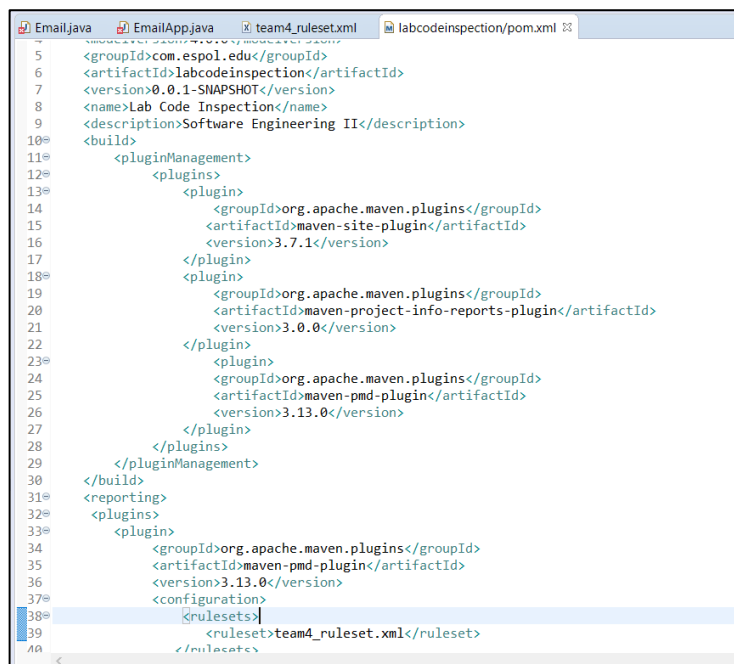 Email.java EmailApp.java team4_ruleset.xml labcodeinspection/pom.xml
4 <modelVersion>4.0.0</modelVersion>
5 <groupId>com.espol.edu</groupId>
6 <artifactId>labcodeinspection</artifactId>
7 <version>0.0.1-SNAPSHOT</version>
8 <name>Lab Code Inspection</name>
9 <description>Software Engineering II</description>
10 <build>
11 <pluginManagement>
12 <plugins>
13 <plugin>
14 <groupId>org.apache.maven.plugins</groupId>
15 <artifactId>maven-site-plugin</artifactId>
16 <version>3.7.1</version>
17 </plugin>
18 <plugin>
19 <groupId>org.apache.maven.plugins</groupId>
20 <artifactId>maven-project-info-reports-plugin</artifactId>
21 <version>3.0.0</version>
22 </plugin>
23 <plugin>
24 <groupId>org.apache.maven.plugins</groupId>
25 <artifactId>maven-pmd-plugin</artifactId>
26 <version>3.13.0</version>
27 </plugin>
28 </plugins>
29 </pluginManagement>
30 </build>
31 <reporting>
32 <plugins>
33 <plugin>
34 <groupId>org.apache.maven.plugins</groupId>
35 <artifactId>maven-pmd-plugin</artifactId>
36 <version>3.13.0</version>
37 <configuration>
38 <rulesets>
39 <ruleset>team4_ruleset.xml</ruleset>
40 </rulesets>